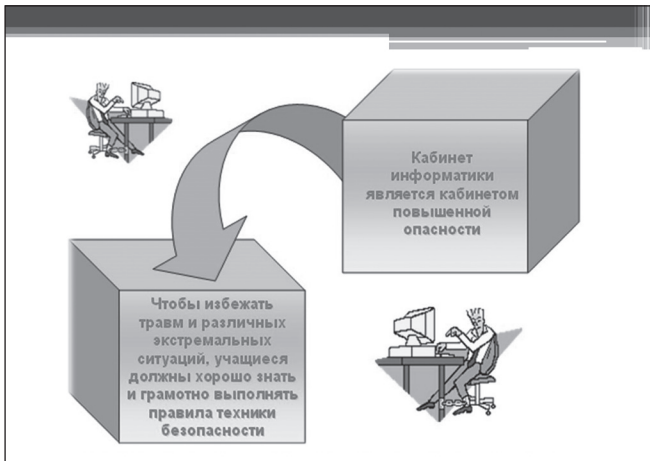 Кабинет
информатики
является кабинетом
повышенной
опасности
Чтобы избежать
травм и различных
экстремальных
ситуаций, учащиеся
должны хорошо знать
и грамотно выполнять
правила техники
безопасности